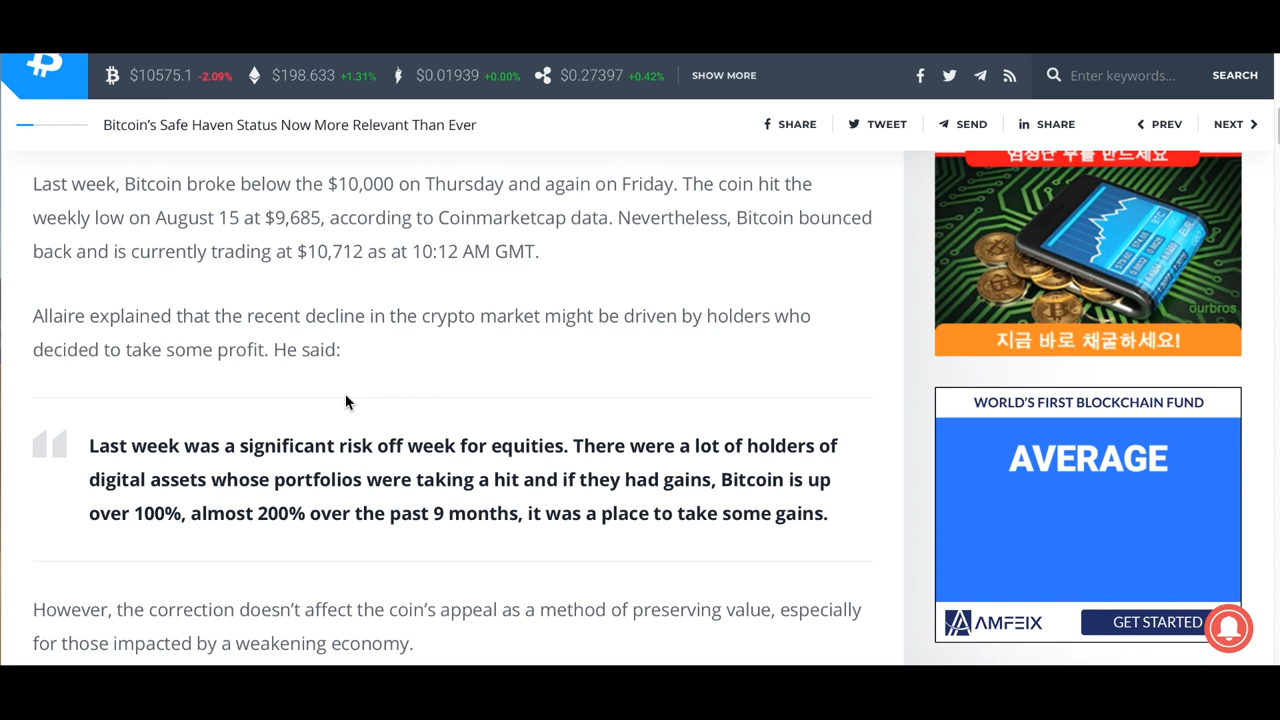 $10575.1 -2.09% $198.633 +1.31% $0.01939 +0.00% $0.27397 +0.42% SHOW MORE Enter keywords... SEARCH
Bitcoin’s Safe Haven Status Now More Relevant Than Ever SHARE TWEET SEND SHARE PREV NEXT
Last week, Bitcoin broke below the $10,000 on Thursday and again on Friday. The coin hit the
weekly low on August 15 at $9,685, according to Coinmarketcap data. Nevertheless, Bitcoin bounced
back and is currently trading at $10,712 as at 10:12 AM GMT.
Allaire explained that the recent decline in the crypto market might be driven by holders who
decided to take some profit. He said:
Last week was a significant risk off week for equities. There were a lot of holders of
digital assets whose portfolios were taking a hit and if they had gains, Bitcoin is up
over 100%, almost 200% over the past 9 months, it was a place to take some gains.
However, the correction doesn’t affect the coin’s appeal as a method of preserving value, especially
for those impacted by a weakening economy.
부를 만드세요
BTC
ourbros
지금 바로 채굴하세요!
WORLD’S FIRST BLOCKCHAIN FUND
AVERAGE
AMFEIX GET STARTED